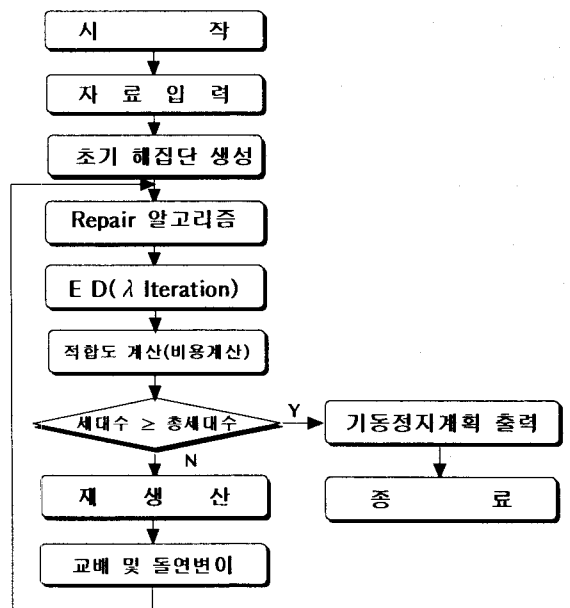 시 작
자 료 입 력
초기 해집단 생성
Repair 알고리즘
E D( λ Iteration)
적합도 계산(비용계산)
세대수 ≥ 총세대수
Y
기동정지계획 출력
N
재 생 산
종 료
교배 및 돌연변이